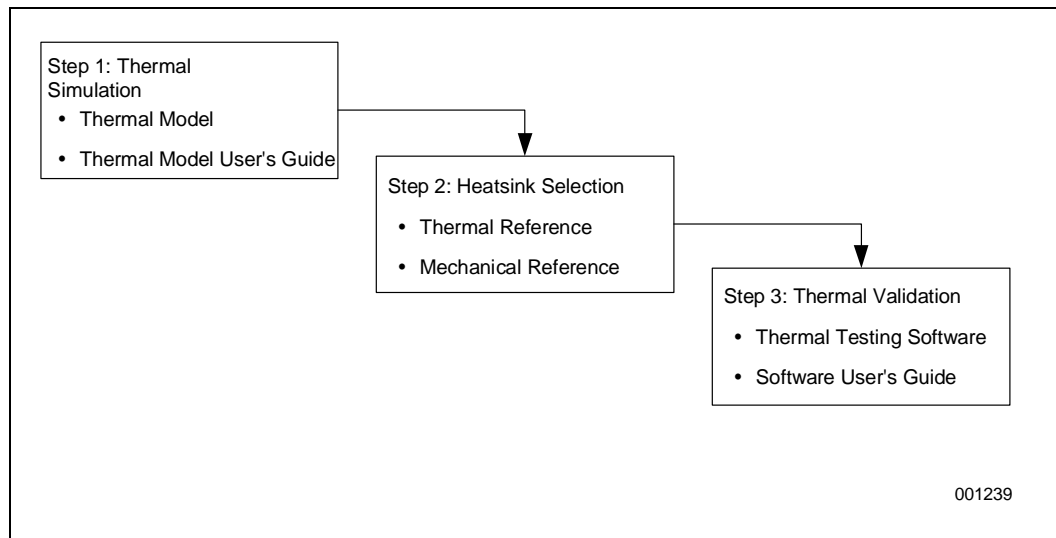 Step 1: Thermal
Simulation
• Thermal Model
• Thermal Model User's Guide
Step 2: Heatsink Selection
• Thermal Reference
• Mechanical Reference
Step 3: Thermal Validation
• Thermal Testing Software
• Software User's Guide
001239